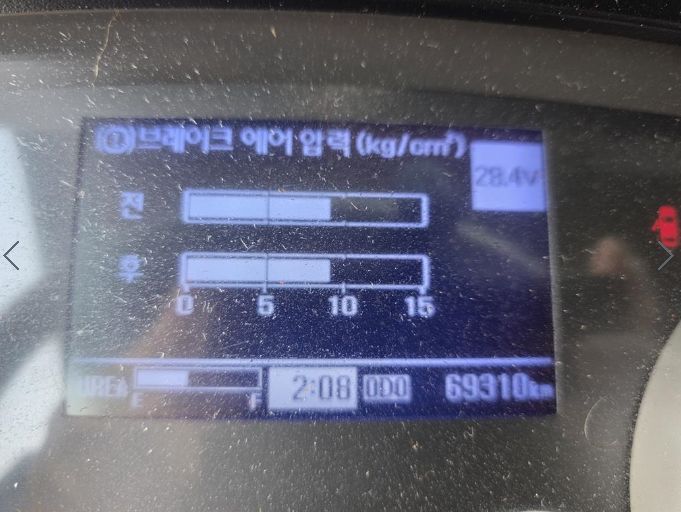 (①)브레이크 에어 압력 (kg/cm²)
28.4V
전
후
0 5 10 15
UREA E F 2:08 ODO 69310km